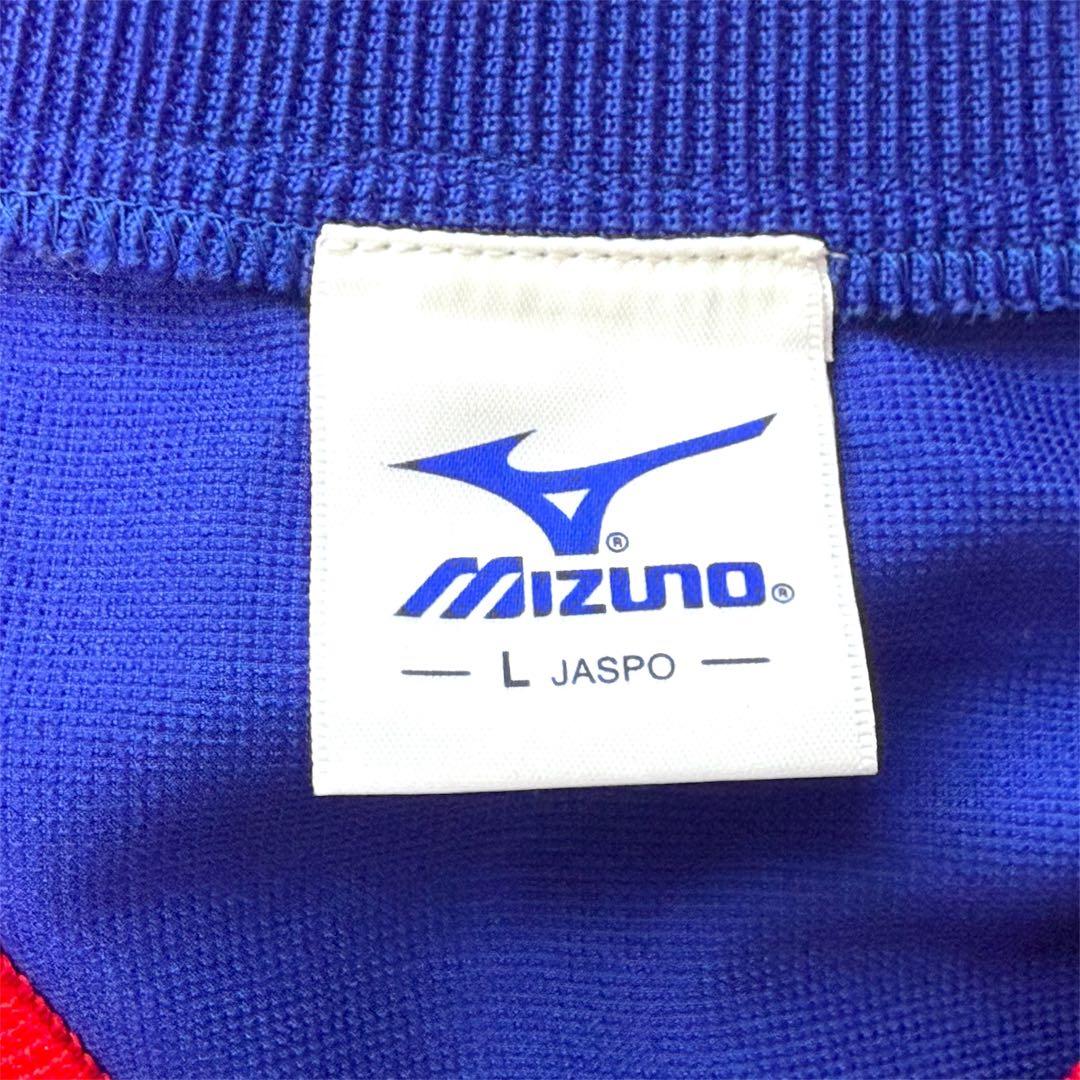 ®
MIZUNO®
— L JASPO —